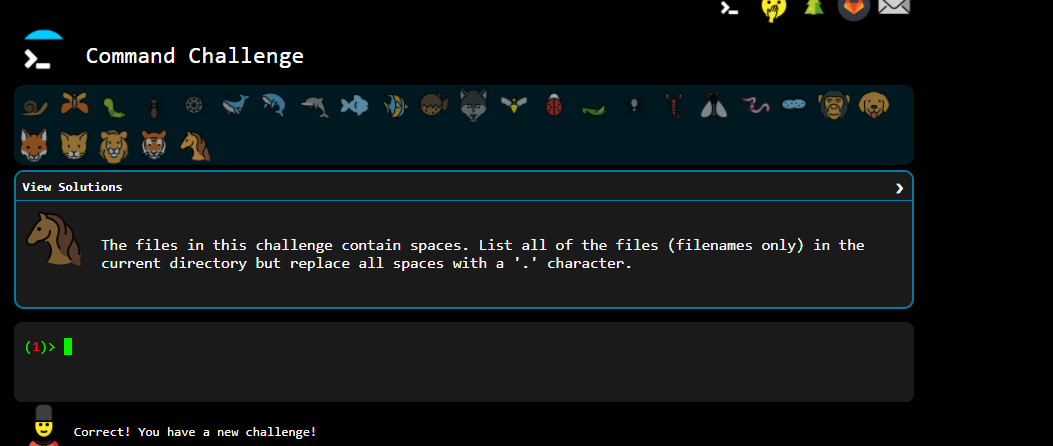 Command Challenge
View Solutions
The files in this challenge contain spaces. List all of the files (filenames only) in the
current directory but replace all spaces with a '.' character.
(1)>
Correct! You have a new challenge!